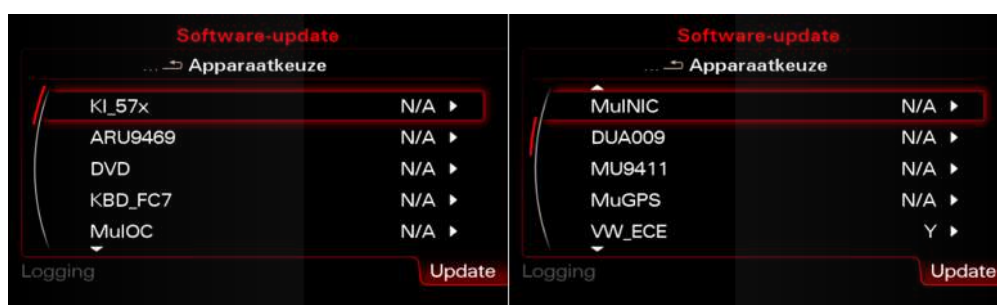 Software-update
... Apparaatkeuze
KI_57x N/A
ARU9469 N/A
DVD N/A
KBD_FC7 N/A
MuIOC N/A
Logging Update
Software-update
... Apparaatkeuze
MuINIC N/A
DUA009 N/A
MU9411 N/A
MuGPS N/A
VW_ECE Y
Logging Update